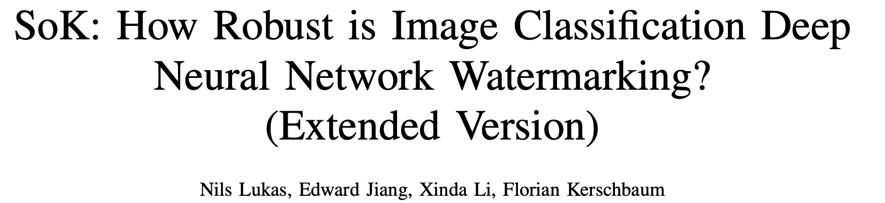 SoK: How Robust is Image Classification Deep
Neural Network Watermarking?
(Extended Version)
Nils Lukas, Edward Jiang, Xinda Li, Florian Kerschbaum